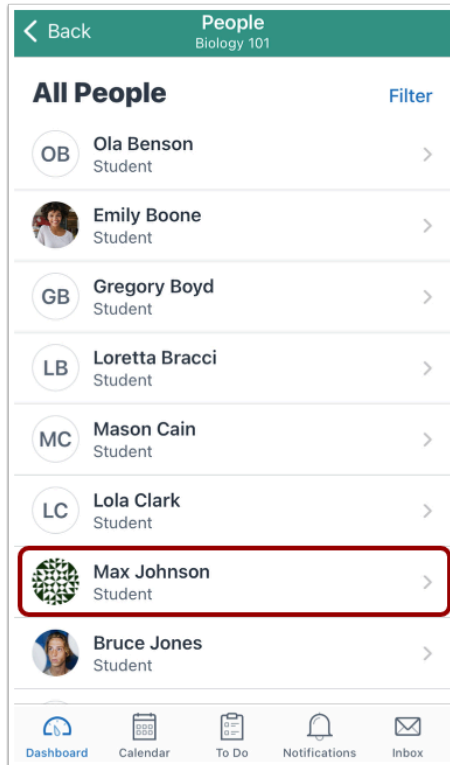 Back
People
Biology 101
All People
Filter
OB
Ola Benson
Student
Emily Boone
Student
GB
Gregory Boyd
Student
LB
Loretta Bracci
Student
MC
Mason Cain
Student
LC
Lola Clark
Student
Max Johnson
Student
Bruce Jones
Student
Dashboard
Calendar
To Do
Notifications
Inbox